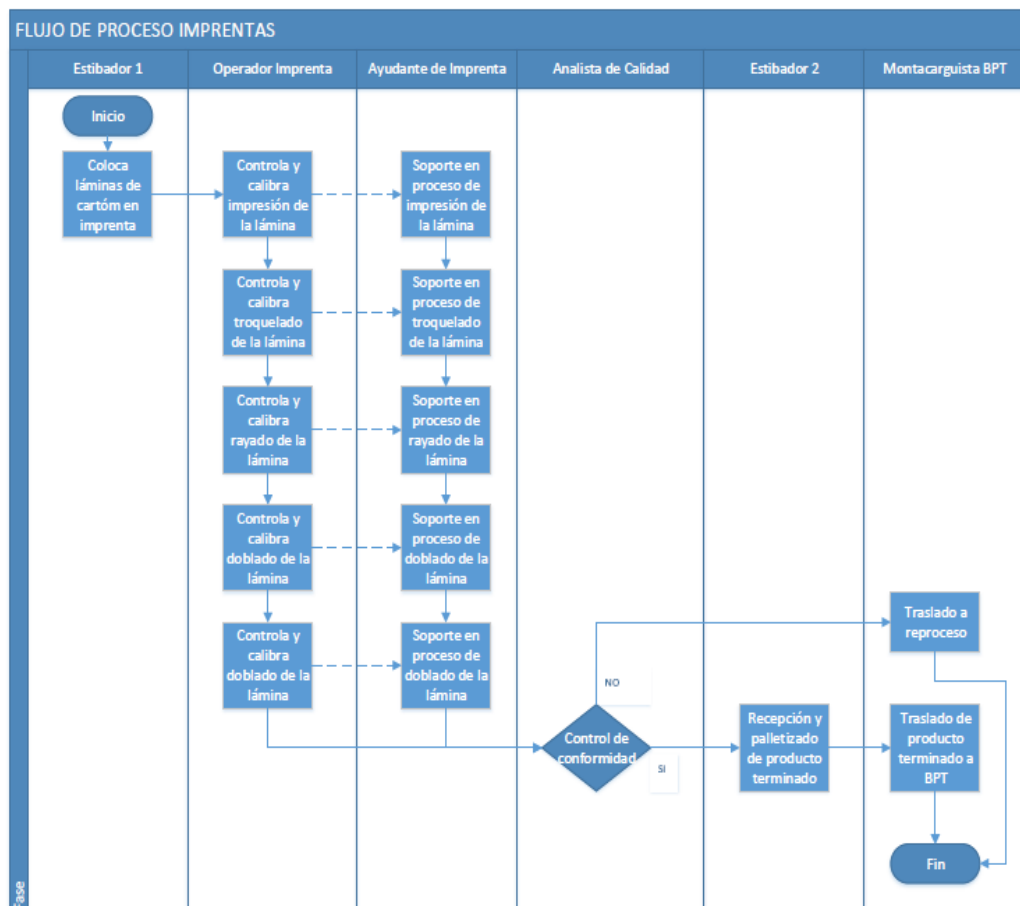 FLUJO DE PROCESO IMPRENTAS
Estibador 1
Operador Imprenta
Ayudante de Imprenta
Analista de Calidad
Estibador 2
Montacarguista BPT
Inicio
Coloca
láminas de
cartóm en
imprenta
Controla y
calibra
impresión de
la lámina
Soporte en
proceso de
impresión de
la lámina
Controla y
calibra
troquelado
de la lámina
Soporte en
proceso de
troquelado
de la lámina
Controla y
calibra
rayado de la
lámina
Soporte en
proceso de
rayado de la
lámina
Controla y
calibra
doblado de la
lámina
Soporte en
proceso de
doblado de la
lámina
Controla y
calibra
doblado de la
lámina
Soporte en
proceso de
doblado de la
lámina
Traslado a
reproceso
NO
Control de
conformidad
SI
Recepción y
palletizado
de producto
terminado
Traslado de
producto
terminado a
BPT
Fin
Fase